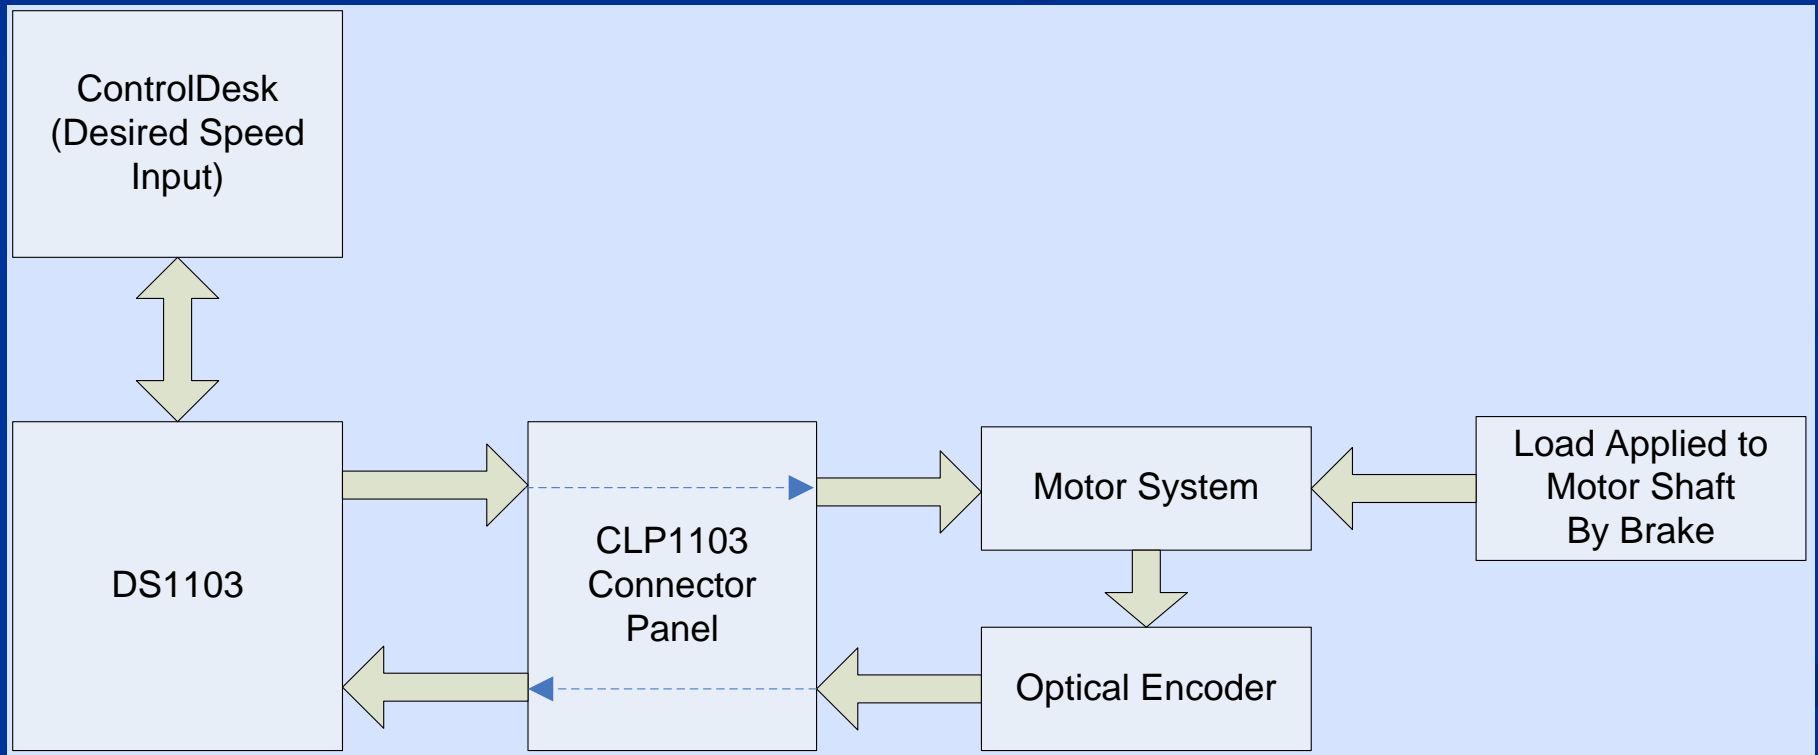 ControlDesk
(Desired Speed
Input)
DS1103
CLP1103
Connector
Panel
Motor System
Optical Encoder
Load Applied to
Motor Shaft
By Brake